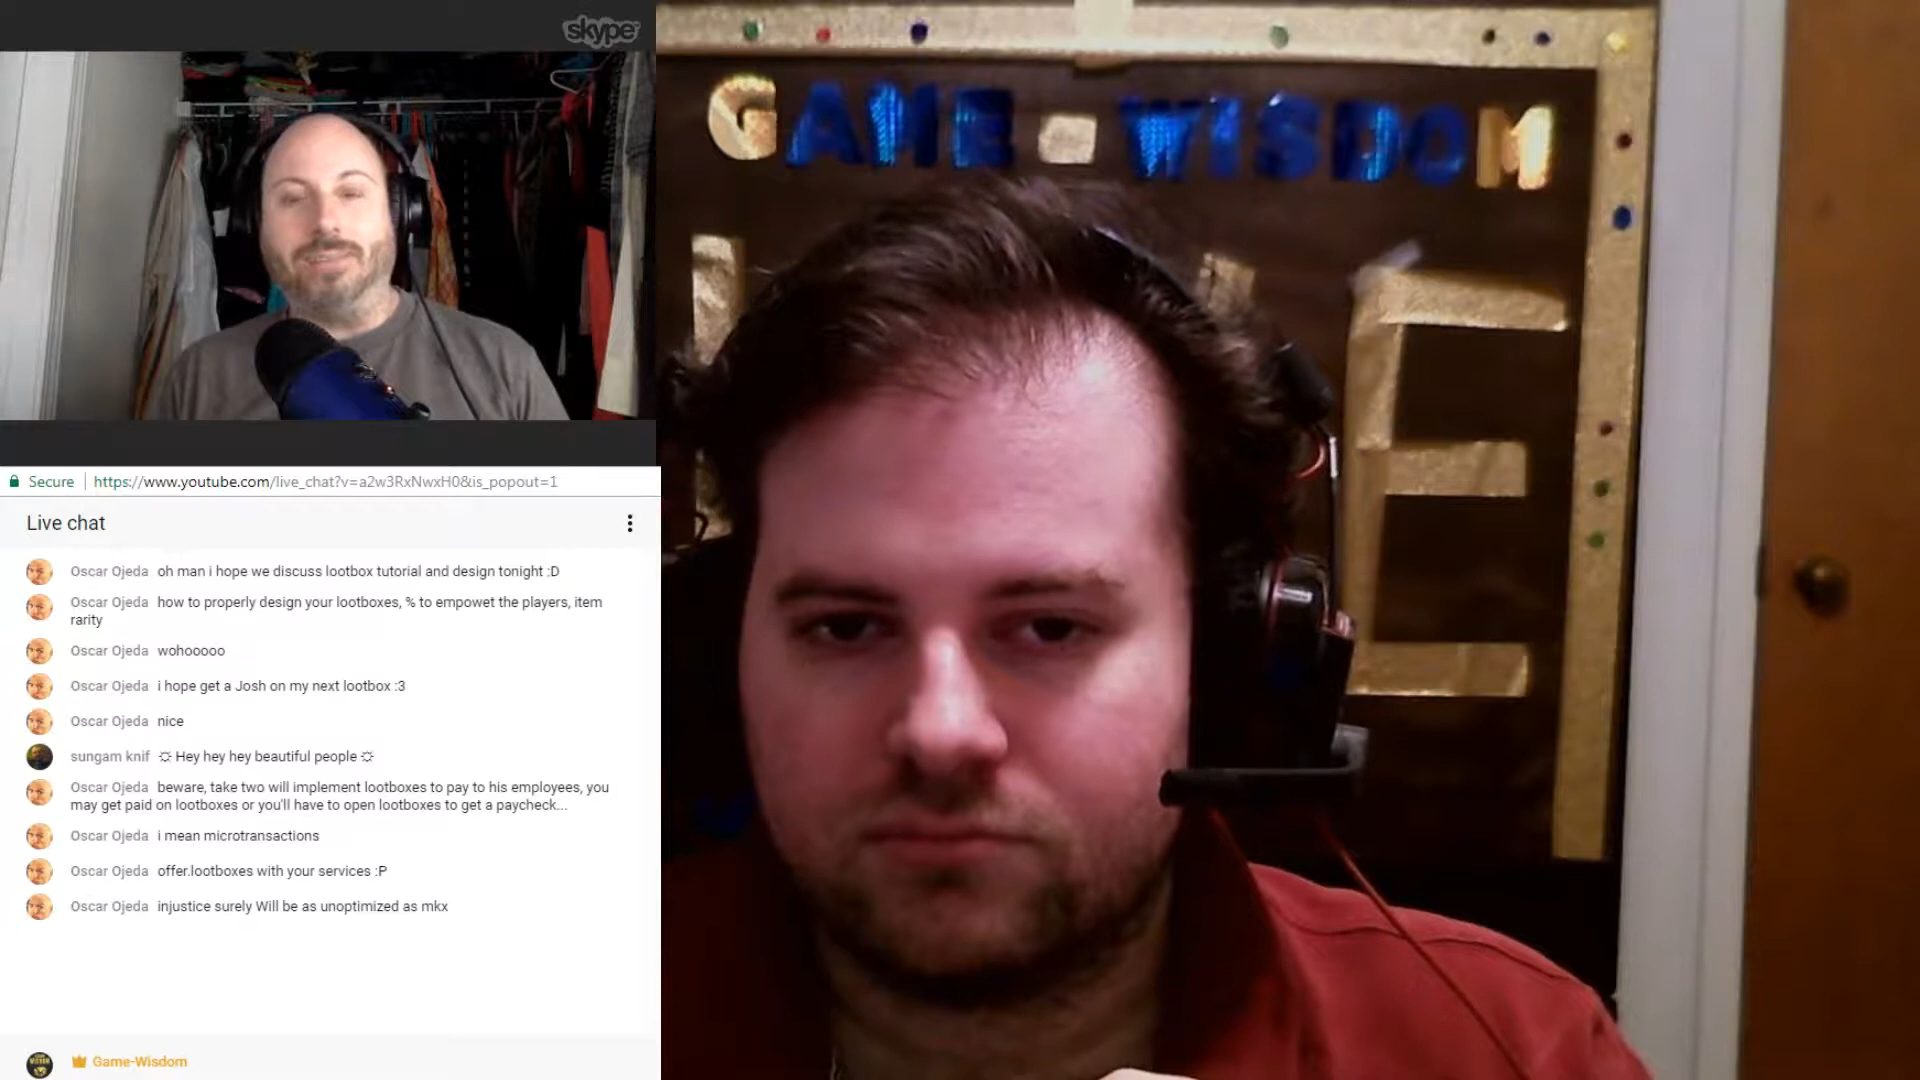 skype
GAME-WISDOM
LIVE
Secure https://www.youtube.com/live_chat?v=a2w3RxNwxH0&is_popout=1
Live chat
Oscar Ojeda oh man i hope we discuss lootbox tutorial and design tonight :D
Oscar Ojeda how to properly design your lootboxes, % to empowet the players, item
rarity
Oscar Ojeda wohooooo
Oscar Ojeda i hope get a Josh on my next lootbox :3
Oscar Ojeda nice
sungam knif ☼ Hey hey hey beautiful people ☼
Oscar Ojeda beware, take two will implement lootboxes to pay to his employees, you
may get paid on lootboxes or you'll have to open lootboxes to get a paycheck...
Oscar Ojeda i mean microtransactions
Oscar Ojeda offer.lootboxes with your services :P
Oscar Ojeda injustice surely Will be as unoptimized as mkx
Game-Wisdom